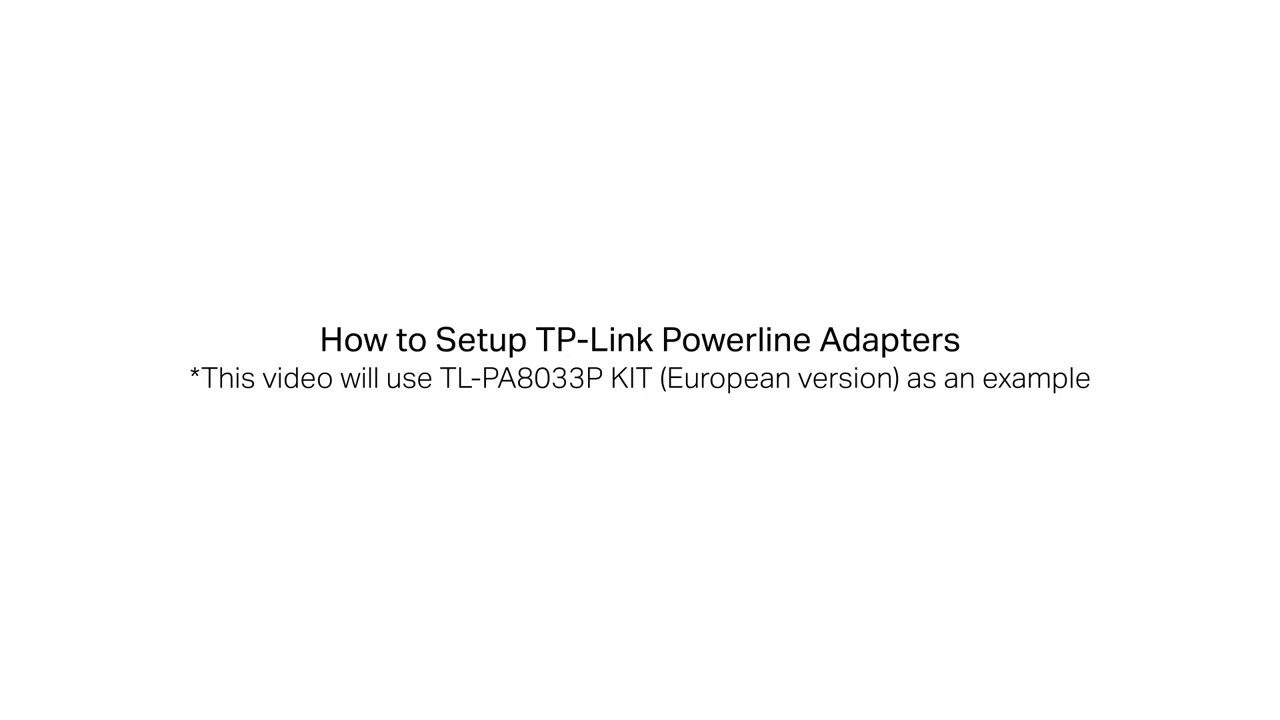 How to Setup TP-Link Powerline Adapters
*This video will use TL-PA8033P KIT (European version) as an example